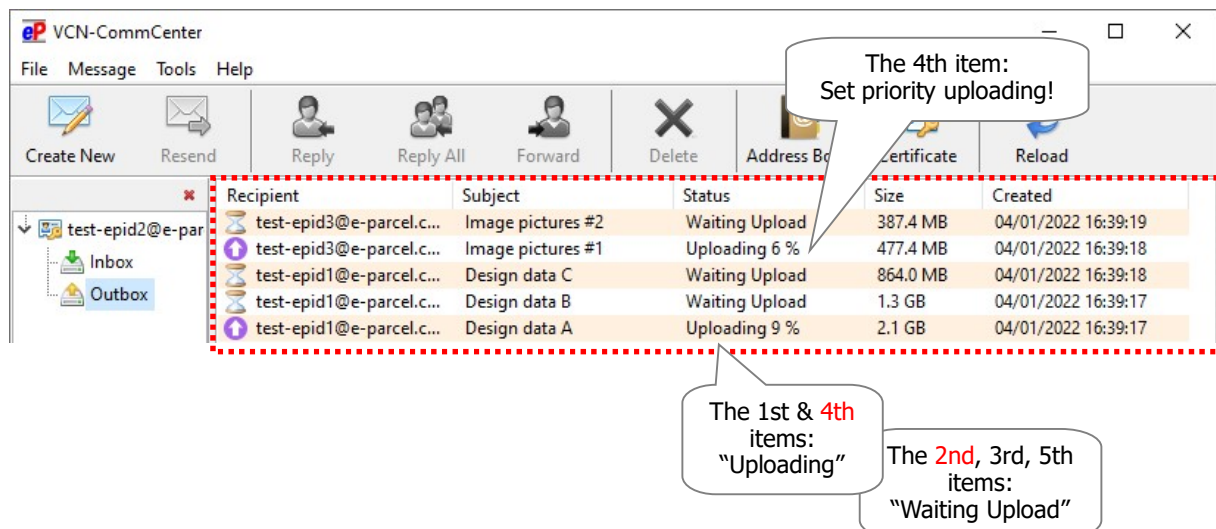 eP VCN-CommCenter
File Message Tools Help
The 4th item:
Set priority uploading!
Create New Resend Reply Reply All Forward Delete Address Bo Certificate Reload
Recipient Subject Status Size Created
test-epid2@e-par
Inbox
Outbox
test-epid3@e-parcel.c... Image pictures #2 Waiting Upload 387.4 MB 04/01/2022 16:39:19
test-epid3@e-parcel.c... Image pictures #1 Uploading 6 % 477.4 MB 04/01/2022 16:39:18
test-epid1@e-parcel.c... Design data C Waiting Upload 864.0 MB 04/01/2022 16:39:18
test-epid1@e-parcel.c... Design data B Waiting Upload 1.3 GB 04/01/2022 16:39:17
test-epid1@e-parcel.c... Design data A Uploading 9 % 2.1 GB 04/01/2022 16:39:17
The 1st & 4th
items:
“Uploading”
The 2nd, 3rd, 5th
items:
“Waiting Upload”